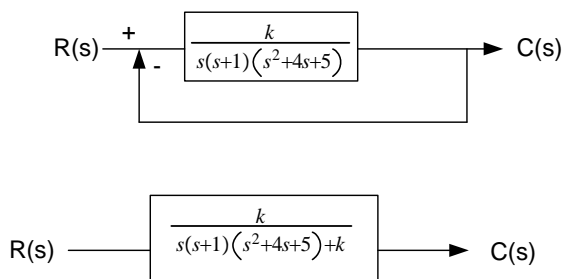 +
k
R(s)
C(s)
s(s+1)(s²+4s+5)
-
k
s(s+1)(s²+4s+5)+k
R(s)
C(s)